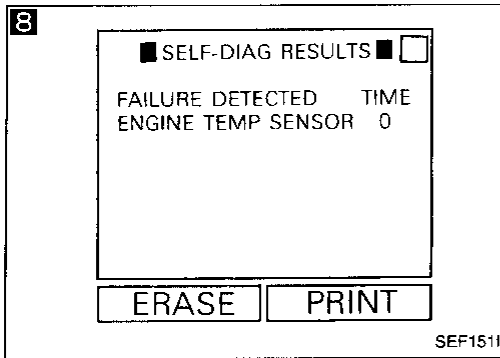 8
SELF-DIAG RESULTS
FAILURE DETECTED TIME
ENGINE TEMP SENSOR 0
ERASE PRINT
SEF151I